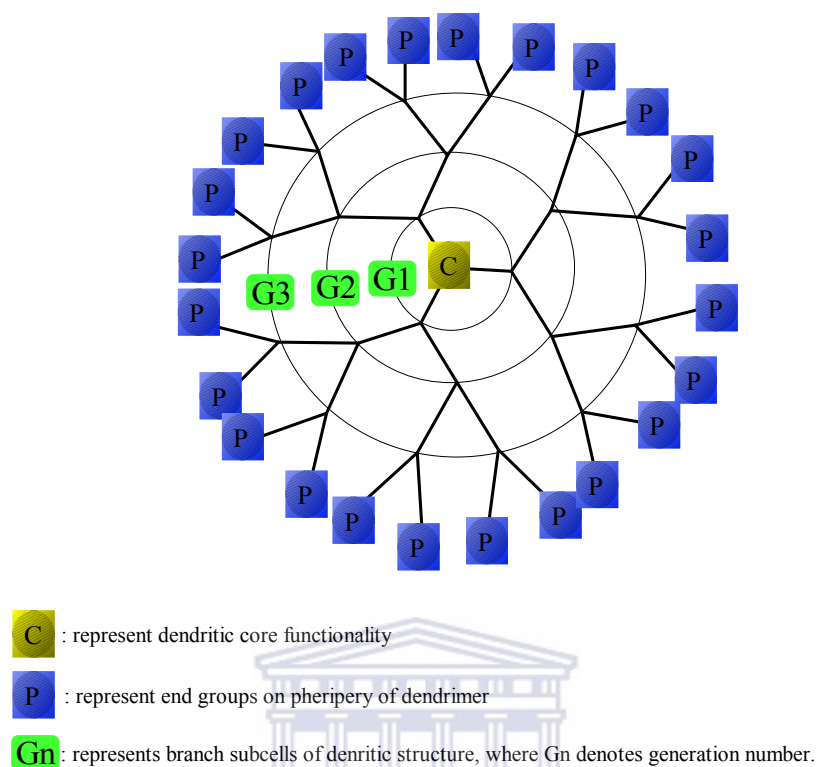 P
P
P
P
P
P
P
P
P
P
P
P
C
G3 G2 G1
P
P
P
P
P
P
P
P
P
P
P
P
C : represent dendritic core functionality
P : represent end groups on pheripery of dendrimer
Gn : represents branch subcells of denritic structure, where Gn denotes generation number.